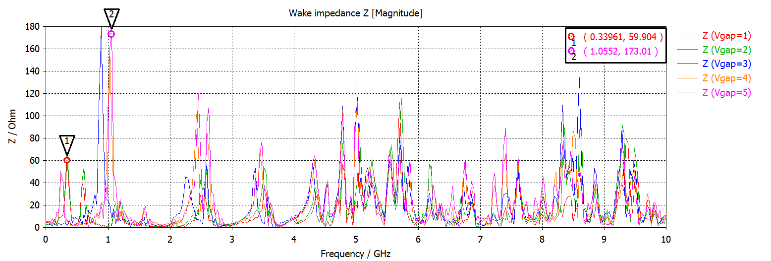 Wake impedance Z [Magnitude]
2
1
1 ( 0.33961, 59.904 )
2 ( 1.0552, 173.01 )
Z (Vgap=1)
Z (Vgap=2)
Z (Vgap=3)
Z (Vgap=4)
Z (Vgap=5)
Z / Ohm
180
160
140
120
100
80
60
40
20
0
0 1 2 3 4 5 6 7 8 9 10
Frequency / GHz